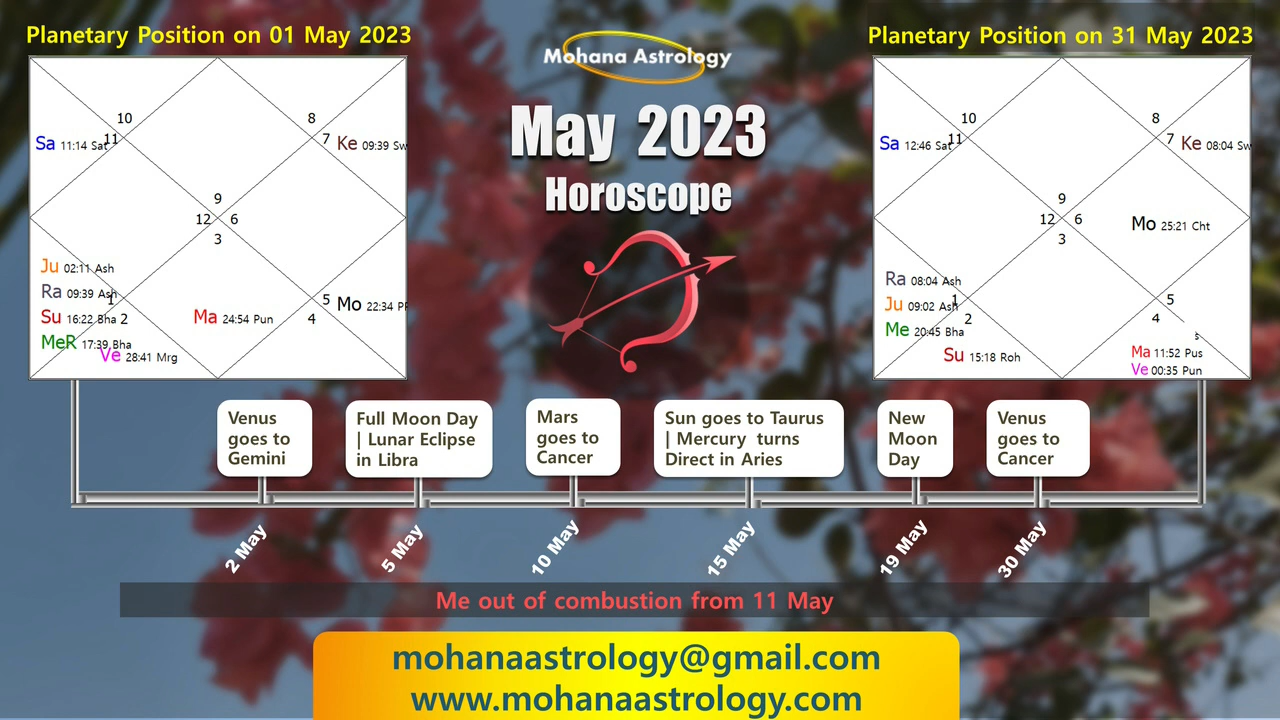 Planetary Position on 01 May 2023
10
8
Sa 11:14 Sat
11
7
Ke 09:39 Sw
9
12
6
3
Ju 02:11 Ash
Ra 09:39 Ash
1
Su 16:22 Bha
2
MeR 17:39 Bha
Ve 28:41 Mrg
Ma 24:54 Pun
5
Mo 22:34
4
Mohana Astrology
May 2023
Horoscope
Planetary Position on 31 May 2023
10
8
Sa 12:46 Sat
11
7
Ke 08:04 Sw
9
12
6
Mo 25:21 Cht
3
Ra 08:04 Ash
Ju 09:02 Ash
1
Me 20:45 Bha
2
Su 15:18 Roh
5
4
s
Ma 11:52 Pus
Ve 00:35 Pun
Venus
goes to
Gemini
Full Moon Day
| Lunar Eclipse
in Libra
Mars
goes to
Cancer
Sun goes to Taurus
| Mercury turns
Direct in Aries
New
Moon
Day
Venus
goes to
Cancer
2 May
5 May
10 May
15 May
19 May
30 May
Me out of combustion from 11 May
mohanaastrology@gmail.com
www.mohanaastrology.com